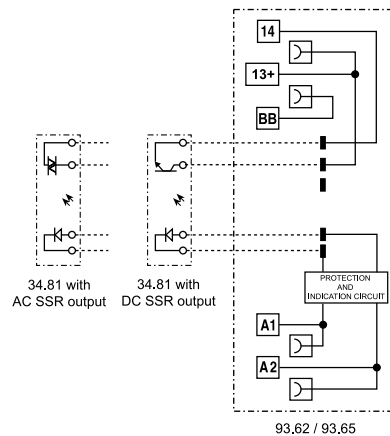 14
13+
BB
34.81 with
AC SSR output
34.81 with
DC SSR output
PROTECTION
AND
INDICATION CIRCUIT
A1
A2
93.62 / 93.65